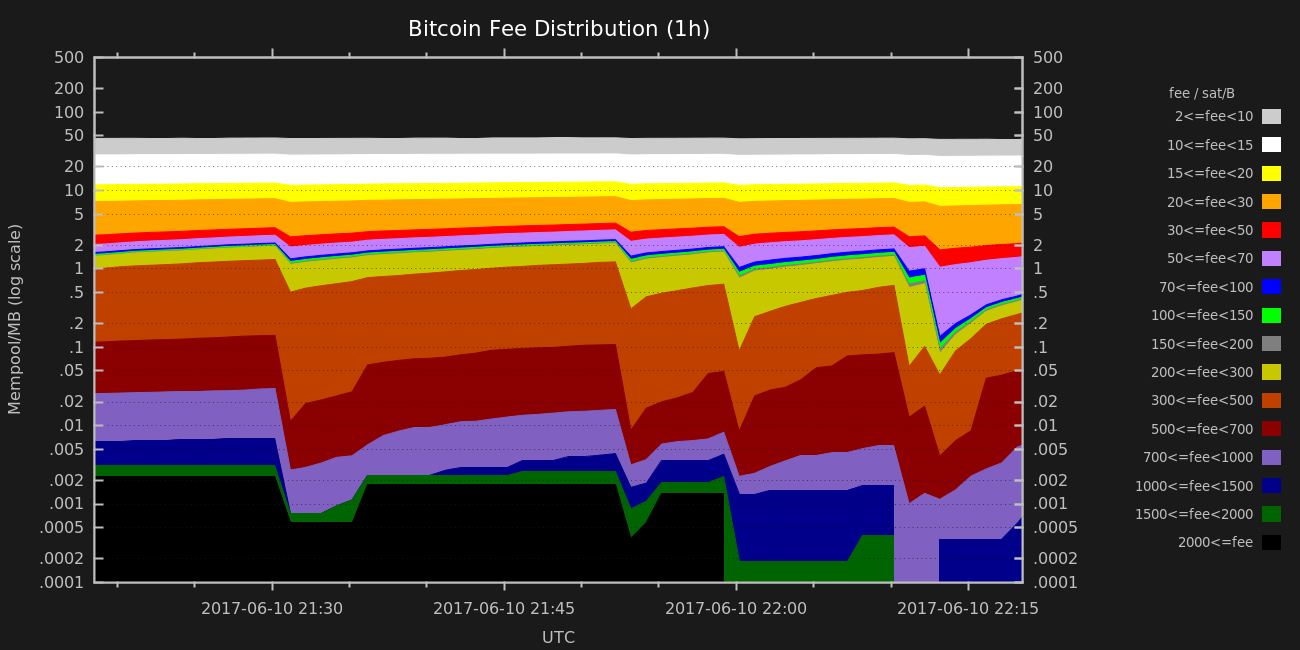 Bitcoin Fee Distribution (1h)
Mempool/MB (log scale)
500
200
100
50
20
10
5
2
1
.5
.2
.1
.05
.02
.01
.005
.002
.001
.0005
.0002
.0001
500
200
100
50
20
10
5
2
1
.5
.2
.1
.05
.02
.01
.005
.002
.001
.0005
.0002
.0001
2017-06-10 21:30
2017-06-10 21:45
2017-06-10 22:00
2017-06-10 22:15
UTC
fee / sat/B
2<=fee<10
10<=fee<15
15<=fee<20
20<=fee<30
30<=fee<50
50<=fee<70
70<=fee<100
100<=fee<150
150<=fee<200
200<=fee<300
300<=fee<500
500<=fee<700
700<=fee<1000
1000<=fee<1500
1500<=fee<2000
2000<=fee